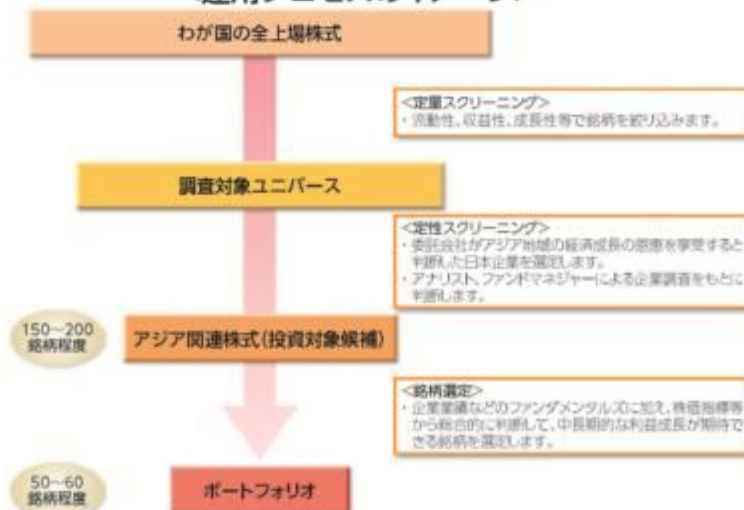 わが国の全上場株式
<定量スクリーニング>
・流動性、収益性、成長性等で銘柄を絞り込みます。
調査対象ユニバース
<定性スクリーニング>
・委託会社がアジア地域の経済成長の恩恵を享受すると
判断した日本企業を選定します。
・アナリスト、ファンドマネジャーによる企業調査をもとに
判断します。
150～200
銘柄程度
アジア関連株式(投資対象候補)
<銘柄選定>
・企業業績などのファンダメンタルズに加え、株価指標等
から総合的に判断して、中長期的な利益成長が期待で
きる銘柄を選定します。
50～60
銘柄程度
ポートフォリオ